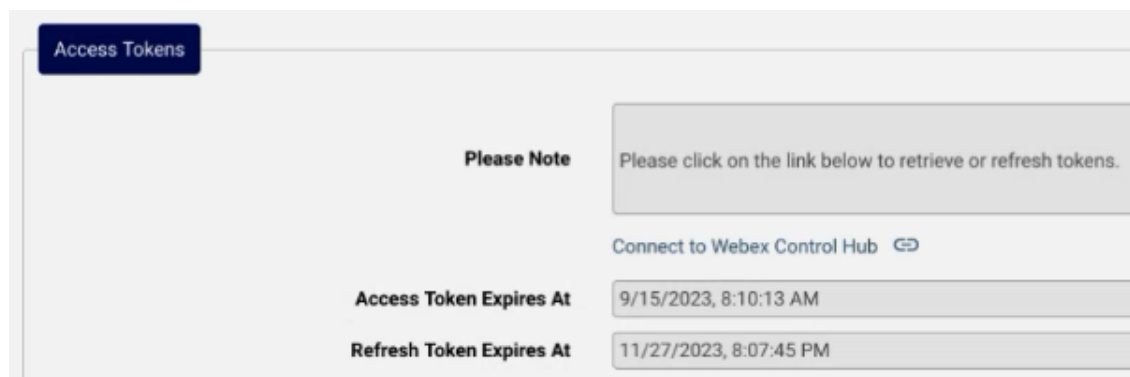 Access Tokens
Please Note
Please click on the link below to retrieve or refresh tokens.
Connect to Webex Control Hub
Access Token Expires At
9/15/2023, 8:10:13 AM
Refresh Token Expires At
11/27/2023, 8:07:45 PM